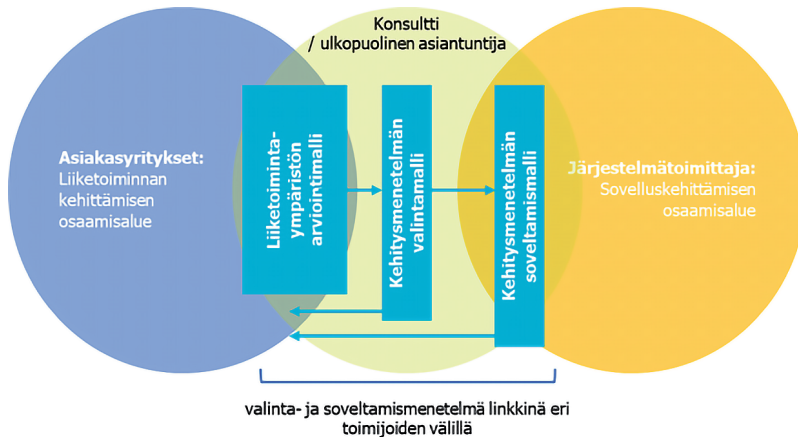 Konsultti
/ ulkopuolinen asiantuntija
Asiakasyritykset:
Liiketoiminnan
kehittämisen
osaamisalue
Liiketoiminta-
ympäristön
arviointimalli
Kehitysmenetelmän
valintamalli
Kehitysmenetelmän
soveltamismalli
Järjestelmätoimittaja:
Sovelluskehittämisen
osaamisalue
valinta- ja soveltamismenetelmä linkkinä eri
toimijoiden välillä